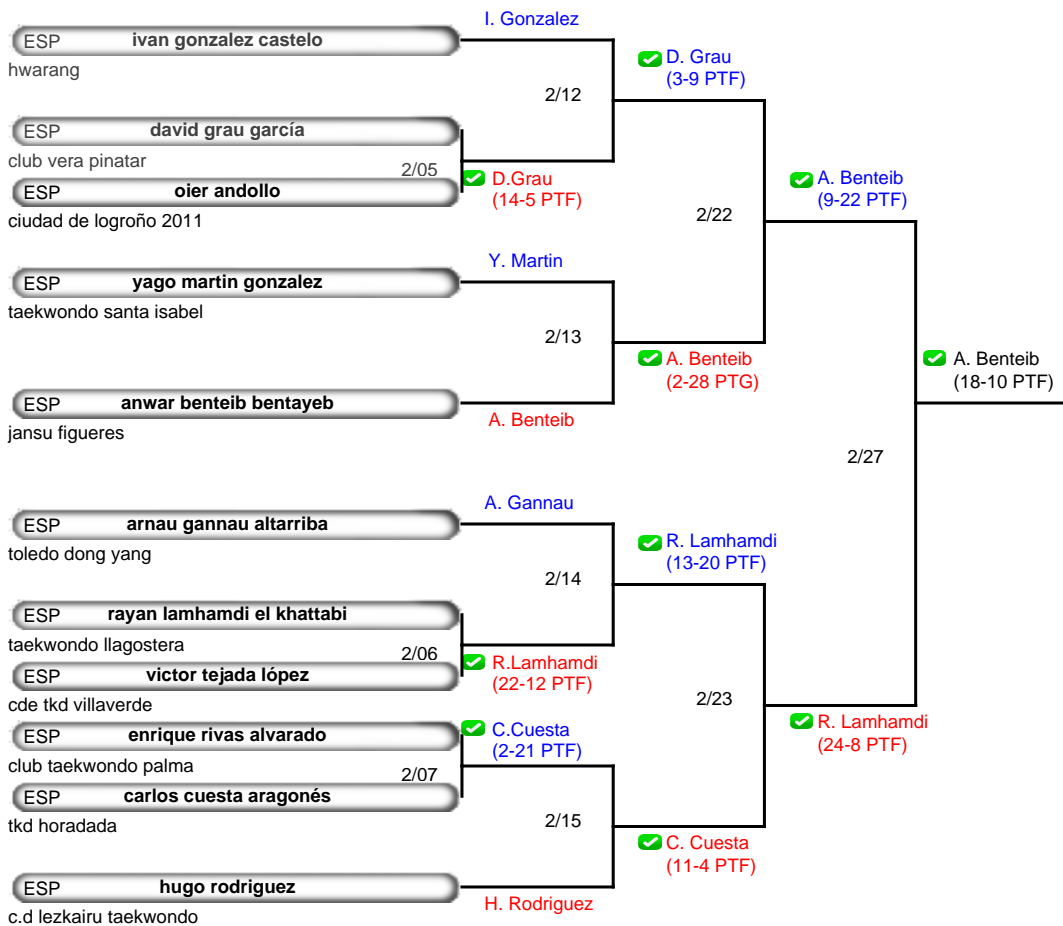 I. Gonzalez
ESP ivan gonzalez castelo
hwarang
D. Grau
(3-9 PTF)
2/12
ESP david grau garcía
club vera pinatar
2/05
D.Grau
(14-5 PTF)
ESP oier andollo
ciudad de logroño 2011
A. Benteib
(9-22 PTF)
2/22
Y. Martin
ESP yago martin gonzalez
taekwondo santa isabel
2/13
A. Benteib
(2-28 PTG)
A. Benteib
(18-10 PTF)
ESP anwar benteib bentayeb
jansu figueres
A. Benteib
2/27
A. Gannau
ESP arnau gannau altarriba
toledo dong yang
R. Lamhamdi
(13-20 PTF)
2/14
ESP rayan lamhamdi el khattabi
taekwondo llagostera
2/06
R.Lamhamdi
(22-12 PTF)
ESP victor tejada lópez
cde tkd villaverde
2/23
R. Lamhamdi
(24-8 PTF)
ESP enrique rivas alvarado
club taekwondo palma
C.Cuesta
(2-21 PTF)
2/07
ESP carlos cuesta aragonés
tkd horadada
2/15
C. Cuesta
(11-4 PTF)
ESP hugo rodriguez
c.d lezkairu taekwondo
H. Rodriguez